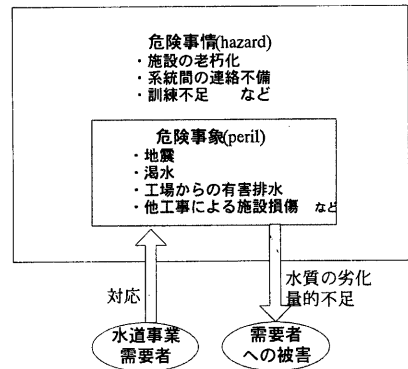 危険事情(hazard)
・施設の老朽化
・系統間の連絡不備
・訓練不足 など
危険事象(peril)
・地震
・渇水
・工場からの有害排水
・他工事による施設損傷 など
対応
水質の劣化
量的不足
水道事業
需要者
需要者
への被害